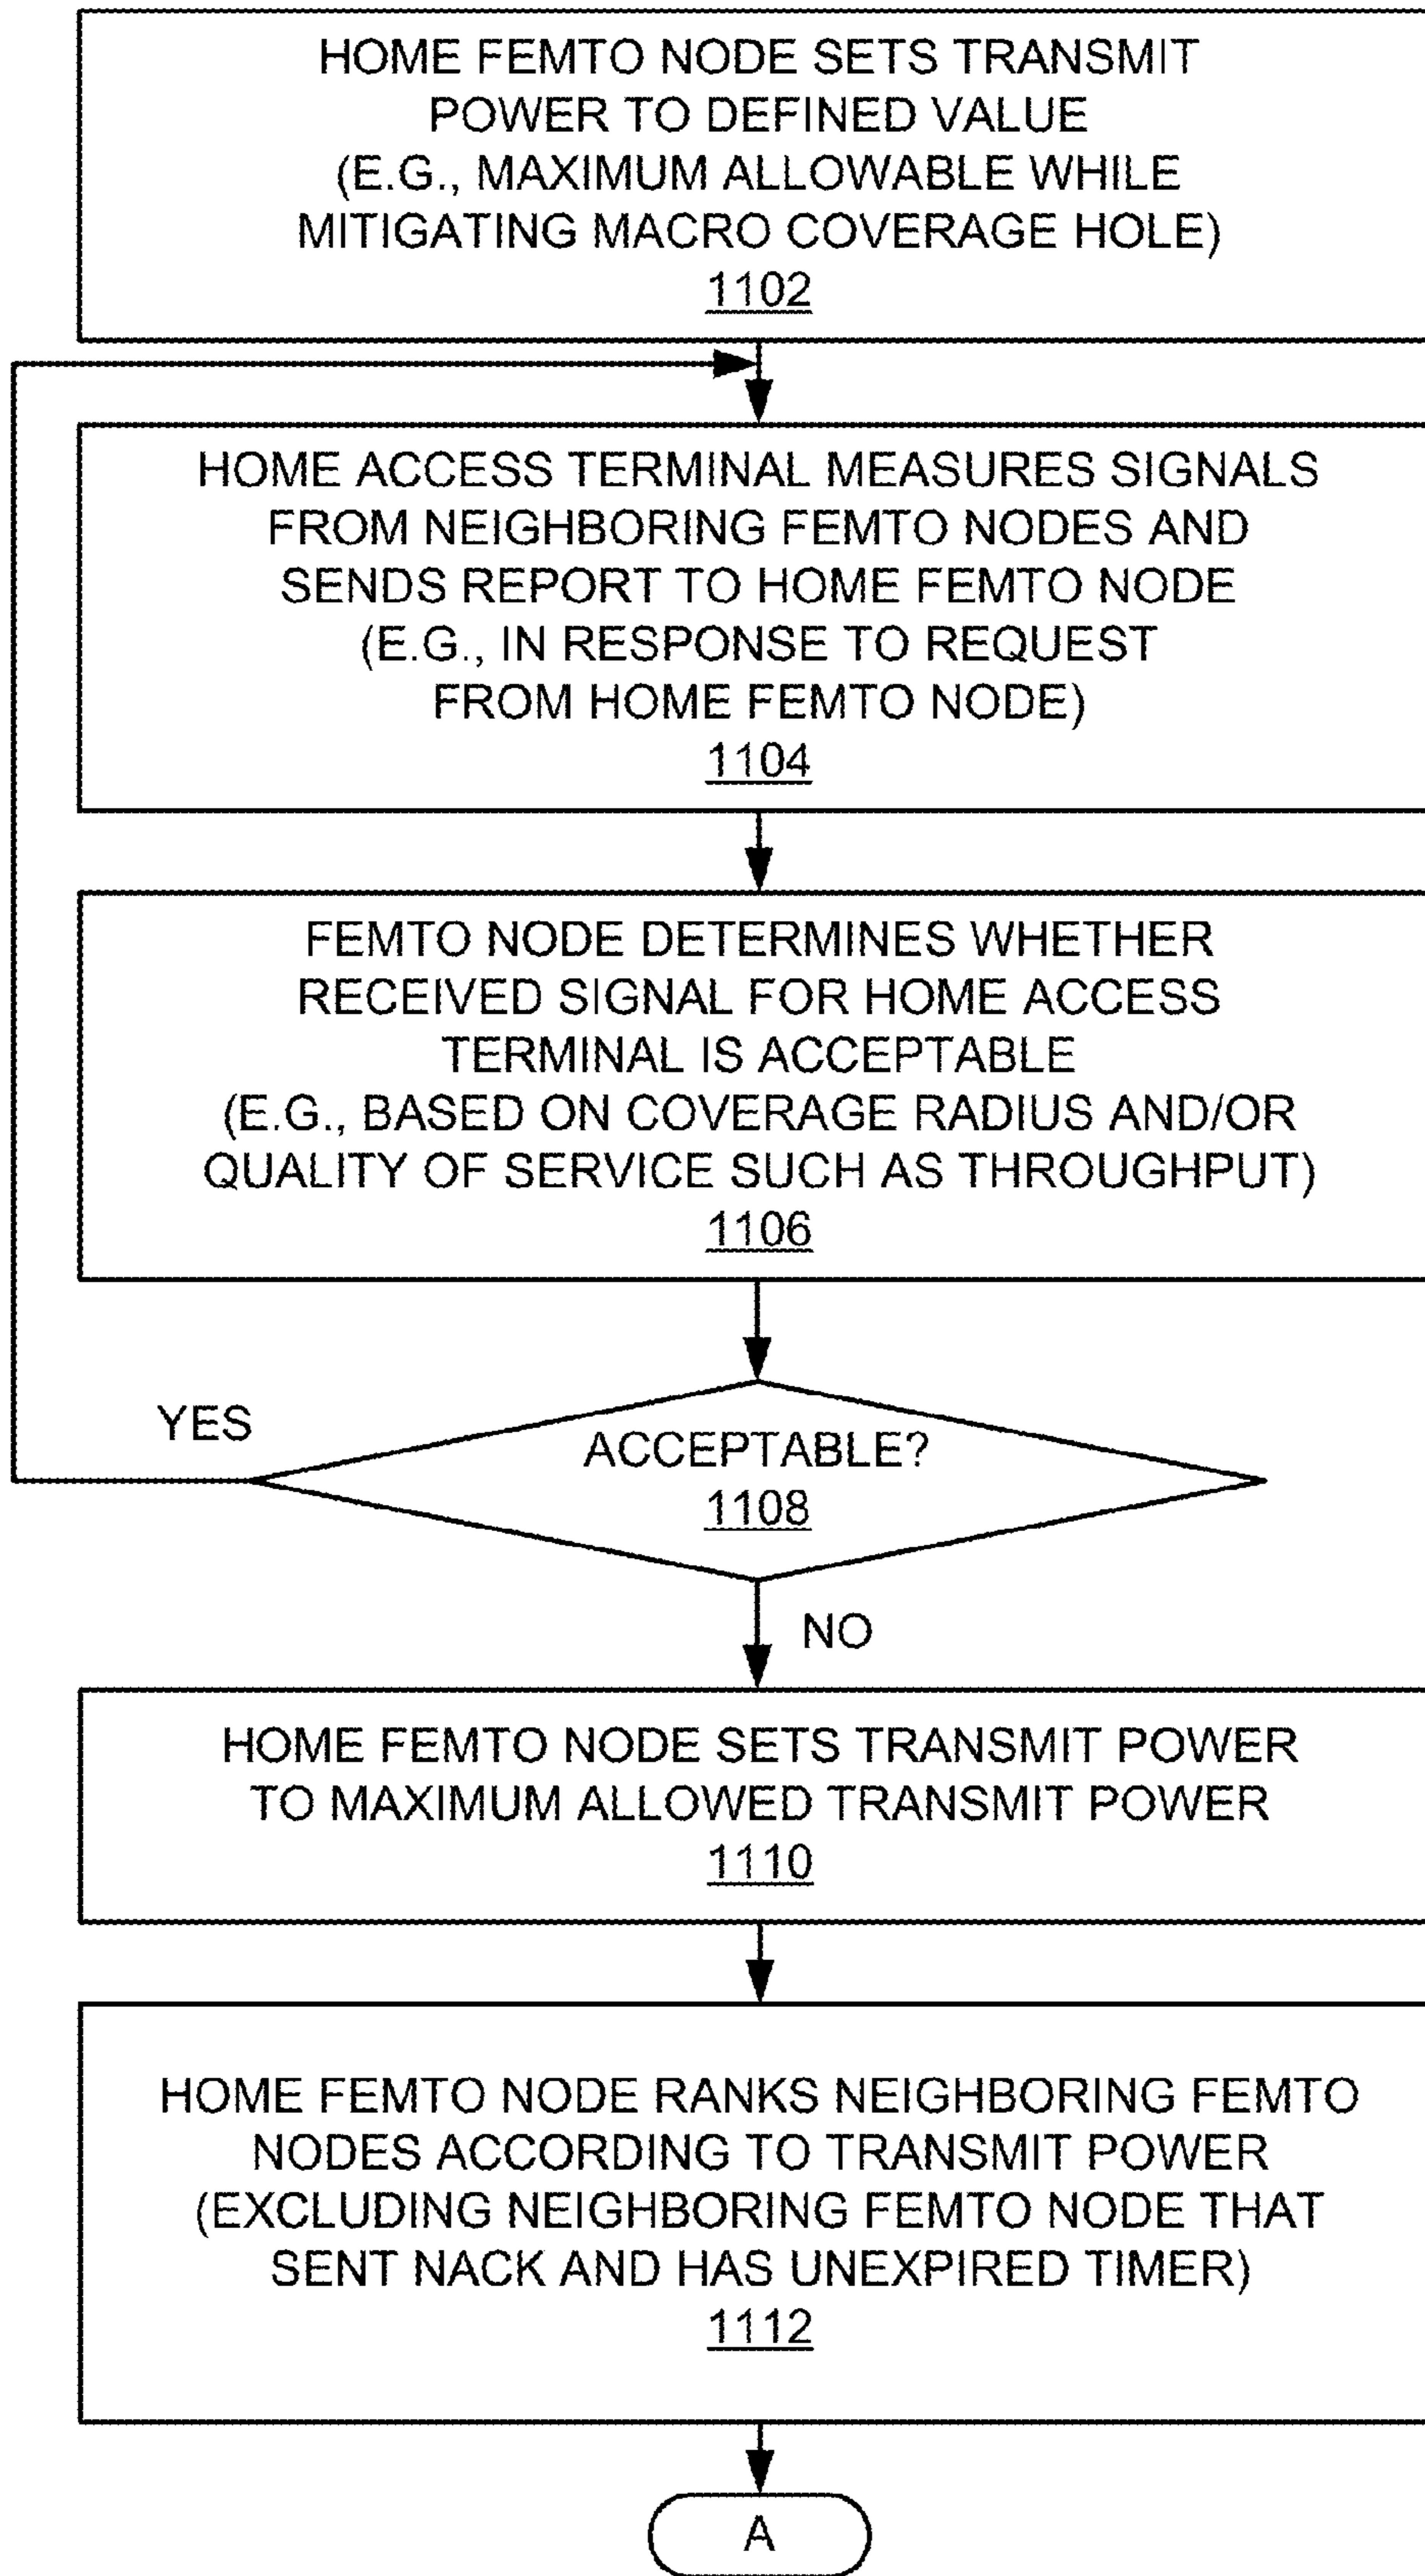 HOME FEMTO NODE SETS TRANSMIT
POWER TO DEFINED VALUE
(E.G., MAXIMUM ALLOWABLE WHILE
MITIGATING MACRO COVERAGE HOLE)
1102
HOME ACCESS TERMINAL MEASURES SIGNALS
FROM NEIGHBORING FEMTO NODES AND
SENDS REPORT TO HOME FEMTO NODE
(E.G., IN RESPONSE TO REQUEST
FROM HOME FEMTO NODE)
1104
FEMTO NODE DETERMINES WHETHER
RECEIVED SIGNAL FOR HOME ACCESS
TERMINAL IS ACCEPTABLE
(E.G., BASED ON COVERAGE RADIUS AND/OR
QUALITY OF SERVICE SUCH AS THROUGHPUT)
1106
YES
ACCEPTABLE?
1108
NO
HOME FEMTO NODE SETS TRANSMIT POWER
TO MAXIMUM ALLOWED TRANSMIT POWER
1110
HOME FEMTO NODE RANKS NEIGHBORING FEMTO
NODES ACCORDING TO TRANSMIT POWER
(EXCLUDING NEIGHBORING FEMTO NODE THAT
SENT NACK AND HAS UNEXPIRED TIMER)
1112
A